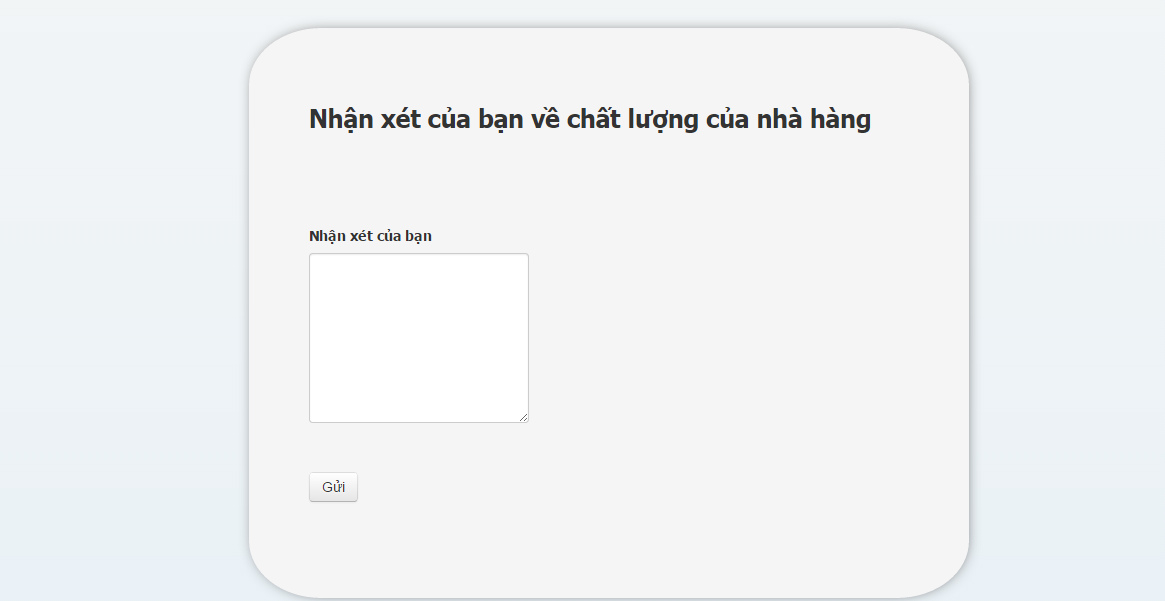 Nhận xét của bạn về chất lượng của nhà hàng
Nhận xét của bạn
Gửi